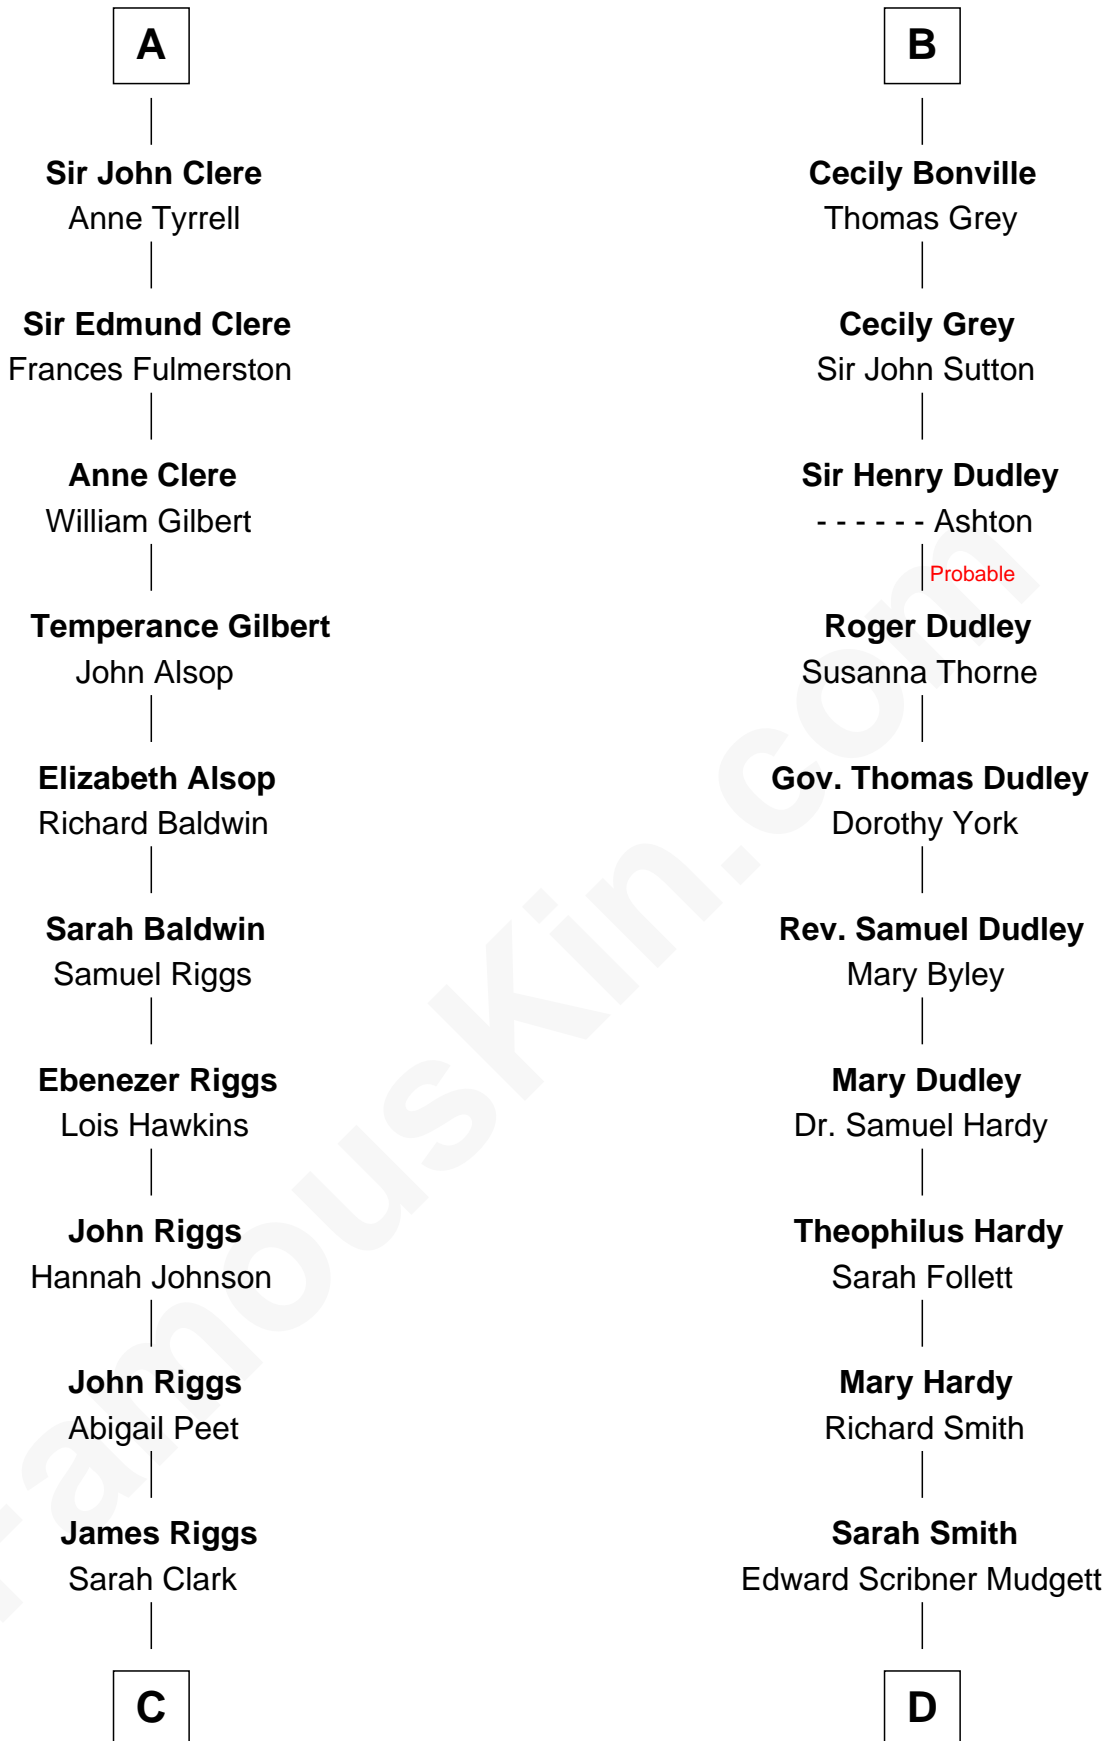 A
Sir John Clere
Anne Tyrrell
Sir Edmund Clere
Frances Fulmerston
Anne Clere
William Gilbert
Temperance Gilbert
John Alsop
Elizabeth Alsop
Richard Baldwin
Sarah Baldwin
Samuel Riggs
Ebenezer Riggs
Lois Hawkins
John Riggs
Hannah Johnson
John Riggs
Abigail Peet
James Riggs
Sarah Clark
C
B
Cecily Bonville
Thomas Grey
Cecily Grey
Sir John Sutton
Sir Henry Dudley
- - - - - - Ashton
Probable
Roger Dudley
Susanna Thorne
Gov. Thomas Dudley
Dorothy York
Rev. Samuel Dudley
Mary Byley
Mary Dudley
Dr. Samuel Hardy
Theophilus Hardy
Sarah Follett
Mary Hardy
Richard Smith
Sarah Smith
Edward Scribner Mudgett
D
FamousKin.com